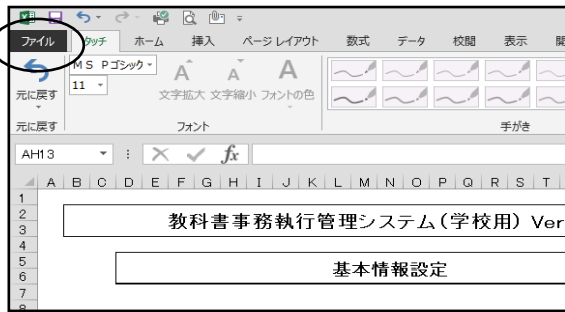 ファイル タッチ ホーム 挿入 ページ レイアウト 数式 データ 校閲 表示
ＭＳ Ｐゴシック
11
元に戻す 文字拡大 文字縮小 フォントの色
元に戻す フォント 手がき
AH13 fx
A B C D E F G H I J K L M N O P Q R S T
1
2
教科書事務執行管理システム(学校用) Ver
3
4
5
基本情報設定
6
7
8